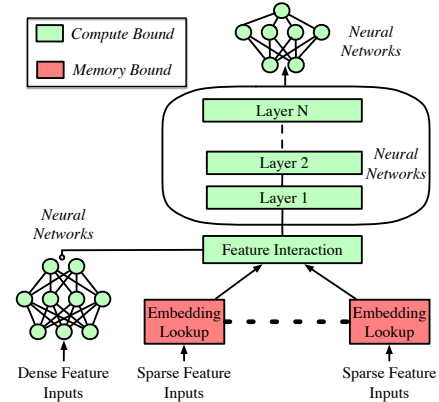 Compute Bound
Memory Bound
Neural
Networks
Layer N
Layer 2
Neural
Networks
Layer 1
Neural
Networks
Feature Interaction
Embedding
Lookup
Embedding
Lookup
Dense Feature
Inputs
Sparse Feature
Inputs
Sparse Feature
Inputs